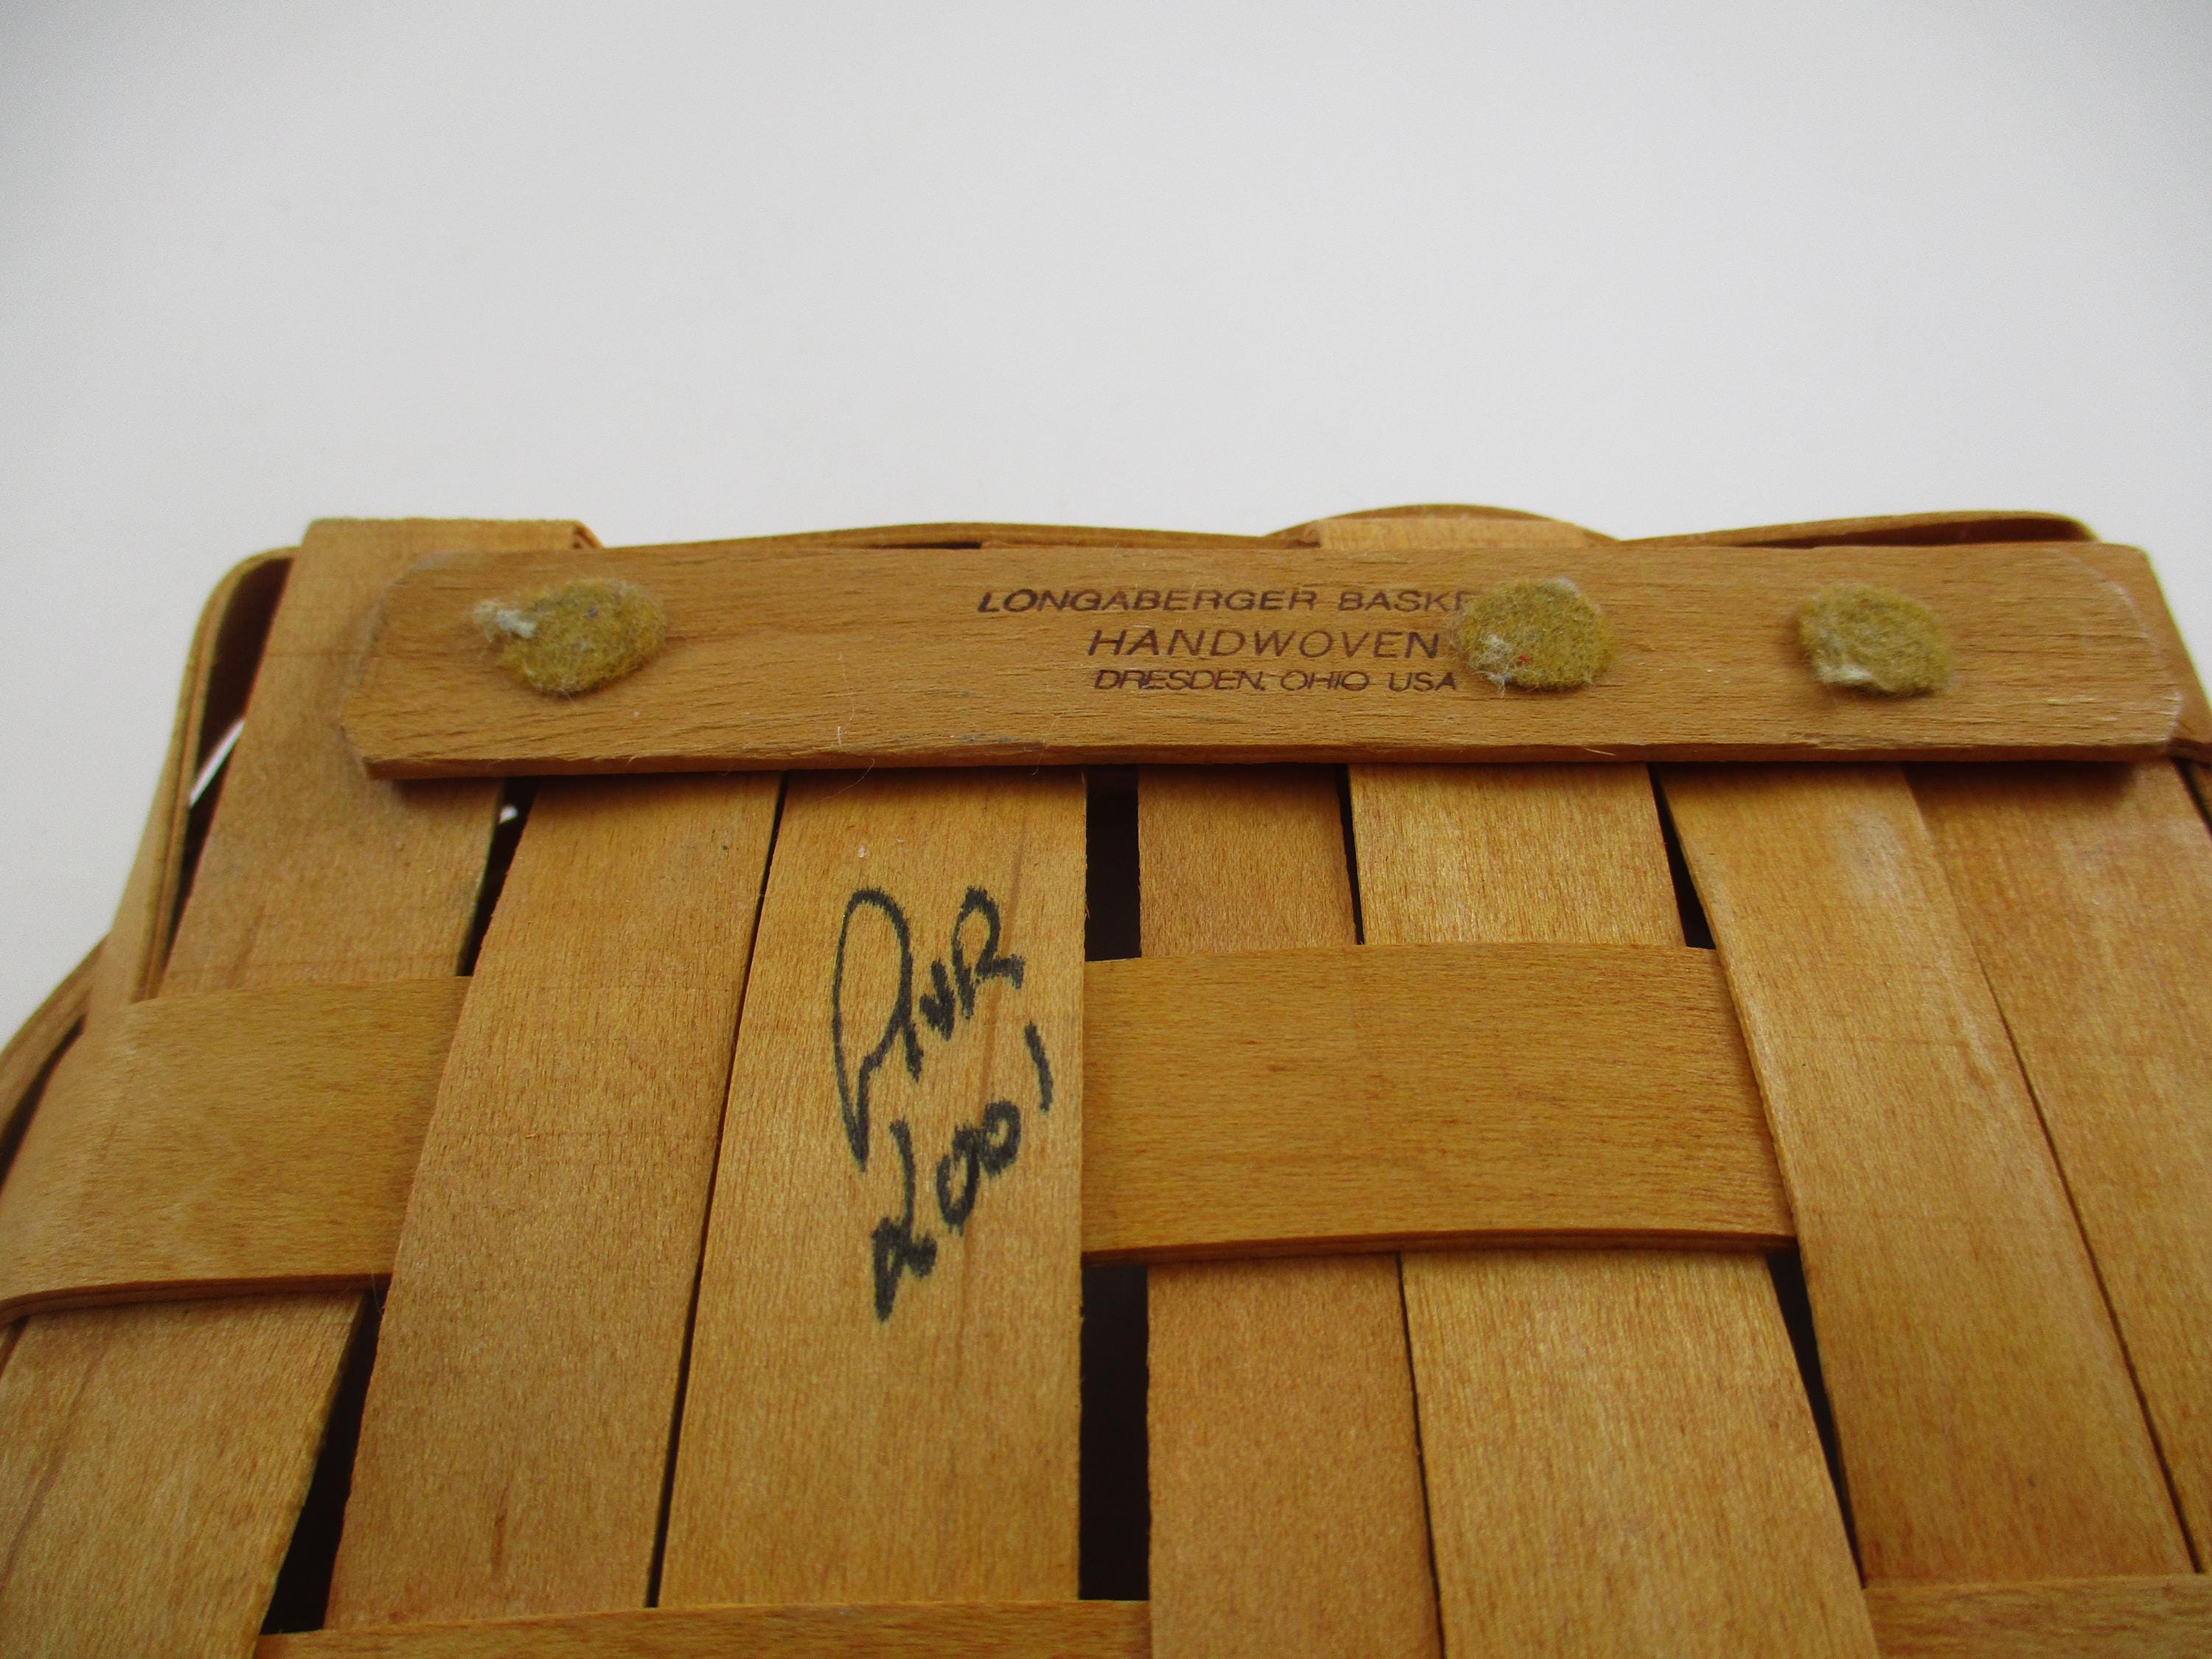 LONGABERGER BASKE
HANDWOVEN
DRESDEN, OHIO USA
2001